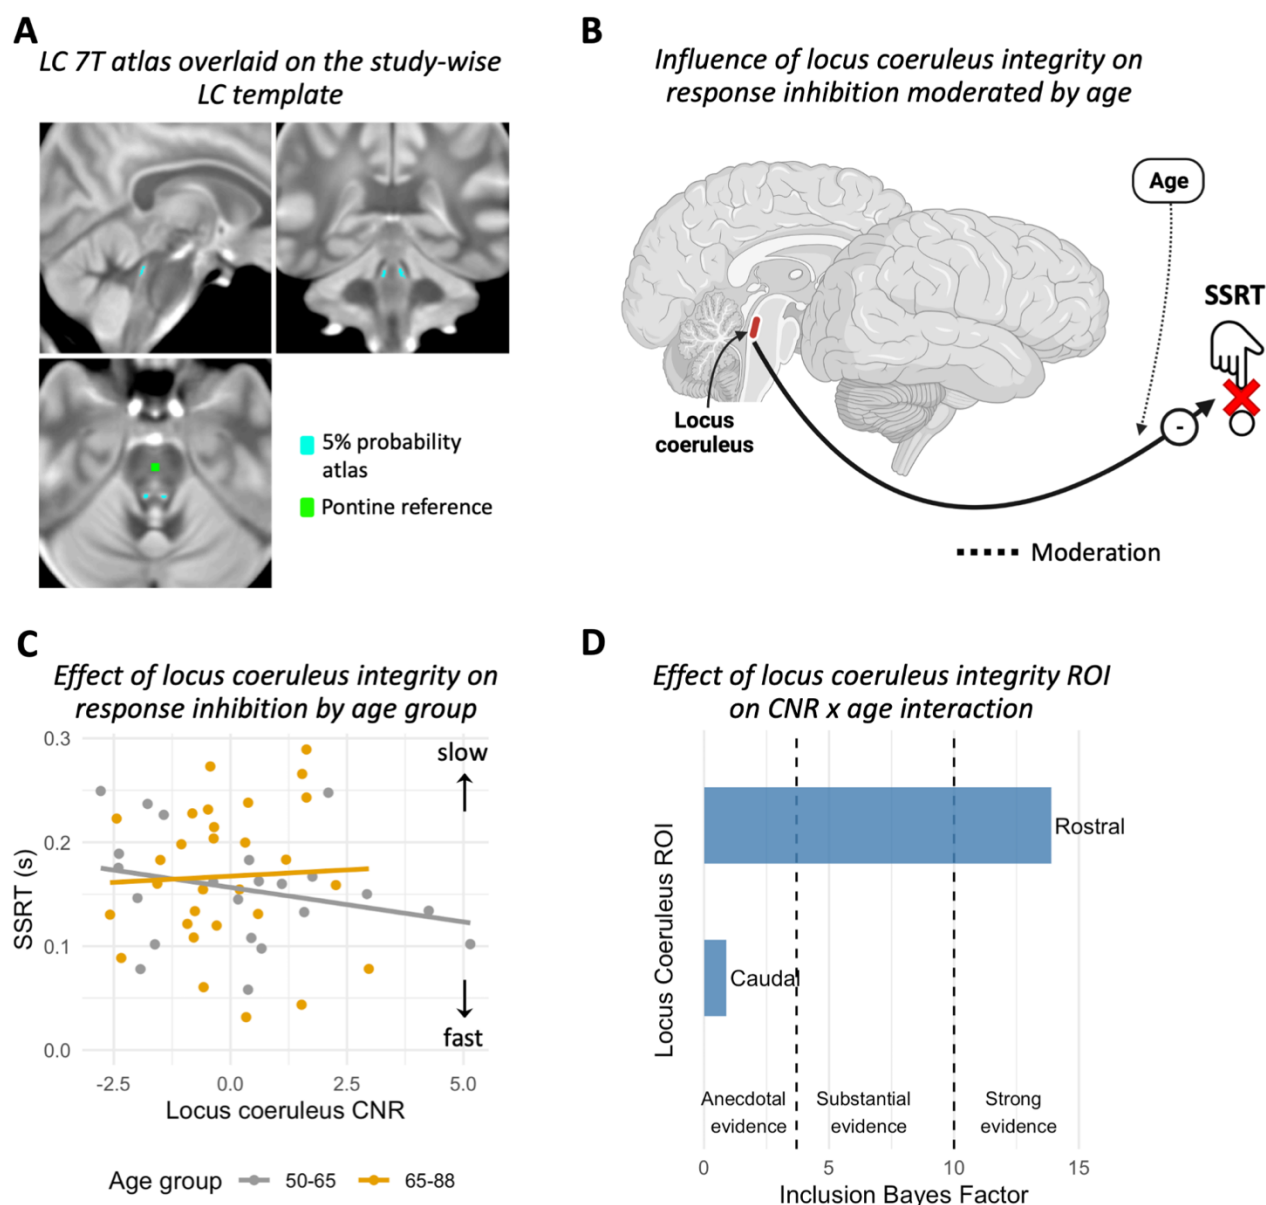 A
LC 7T atlas overlaid on the study-wise
LC template
5% probability
atlas
Pontine reference
B
Influence of locus coeruleus integrity on
response inhibition moderated by age
Age
SSRT
-
Locus
coeruleus
Moderation
C
Effect of locus coeruleus integrity on
response inhibition by age group
SSRT (s)
0.3
0.2
0.1
0.0
slow
fast
-2.5 0.0 2.5 5.0
Locus coeruleus CNR
Age group 50-65 65-88
D
Effect of locus coeruleus integrity ROI
on CNR x age interaction
Locus Coeruleus ROI
Rostral
Caudal
Anecdotal Substantial Strong
evidence evidence evidence
0 5 10 15
Inclusion Bayes Factor